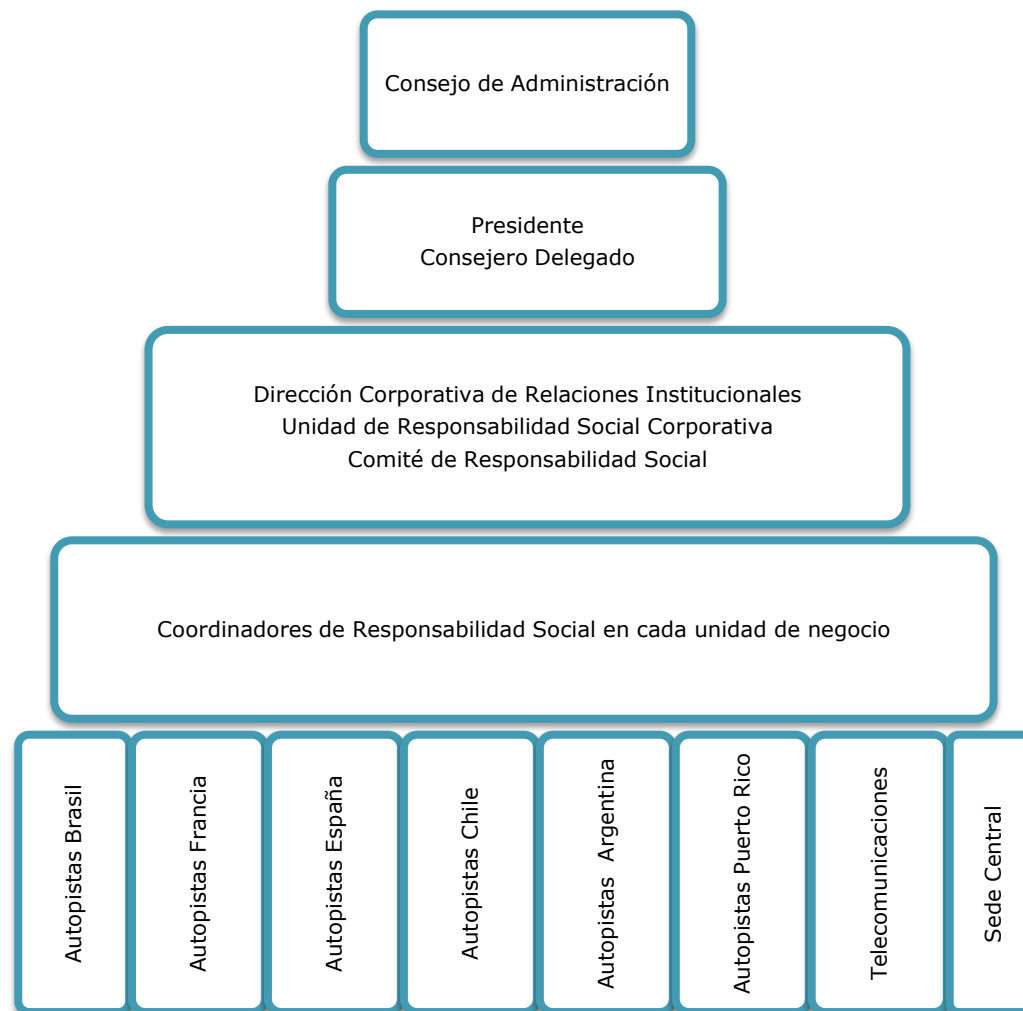 Consejo de Administración
Presidente
Consejero Delegado
Dirección Corporativa de Relaciones Institucionales
Unidad de Responsabilidad Social Corporativa
Comité de Responsabilidad Social
Coordinadores de Responsabilidad Social en cada unidad de negocio
Autopistas Brasil
Autopistas Francia
Autopistas España
Autopistas Chile
Autopistas Argentina
Autopistas Puerto Rico
Telecomunicaciones
Sede Central